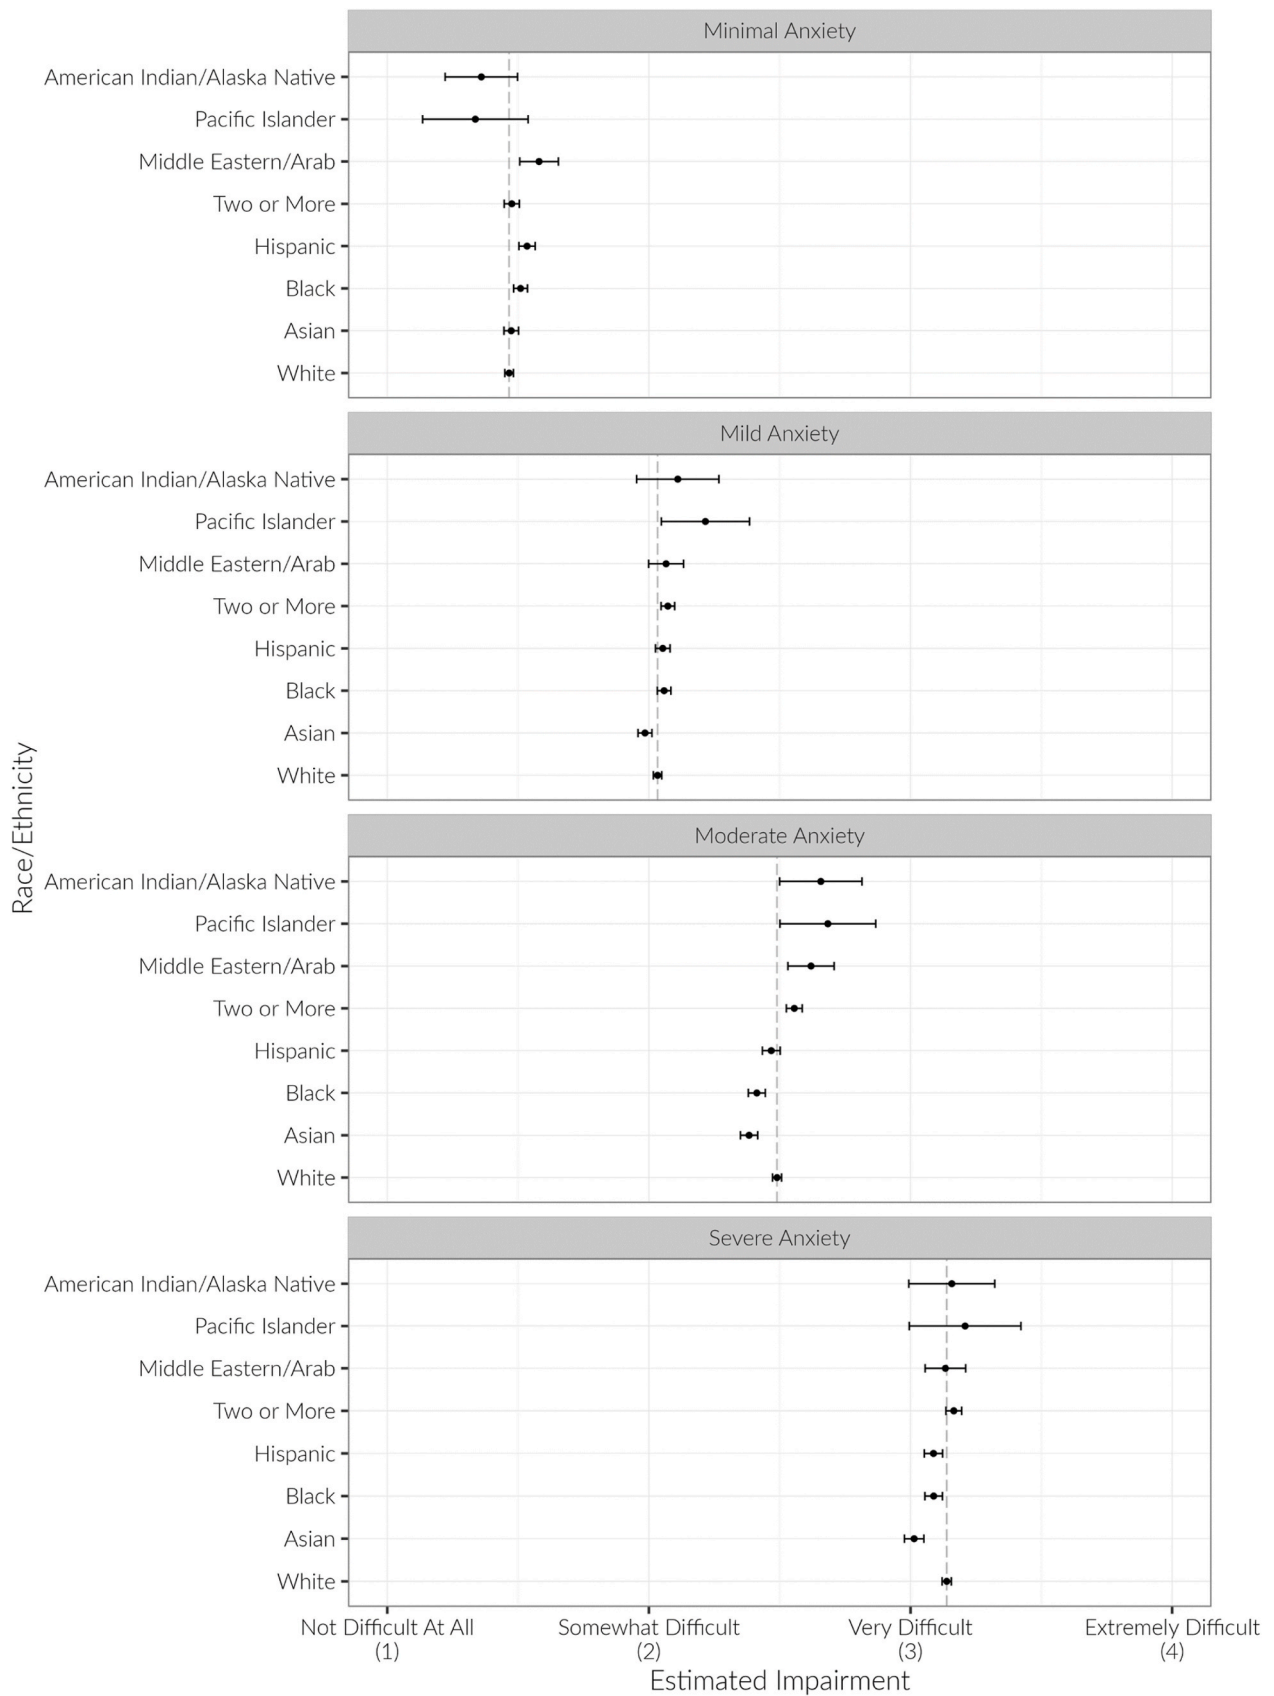 Minimal Anxiety
American Indian/Alaska Native
Pacific Islander
Middle Eastern/Arab
Two or More
Hispanic
Black
Asian
White
Mild Anxiety
American Indian/Alaska Native
Pacific Islander
Middle Eastern/Arab
Two or More
Hispanic
Black
Asian
White
Race/Ethnicity
Moderate Anxiety
American Indian/Alaska Native
Pacific Islander
Middle Eastern/Arab
Two or More
Hispanic
Black
Asian
White
Severe Anxiety
American Indian/Alaska Native
Pacific Islander
Middle Eastern/Arab
Two or More
Hispanic
Black
Asian
White
Not Difficult At All Somewhat Difficult Very Difficult Extremely Difficult
(1) (2) (3) (4)
Estimated Impairment